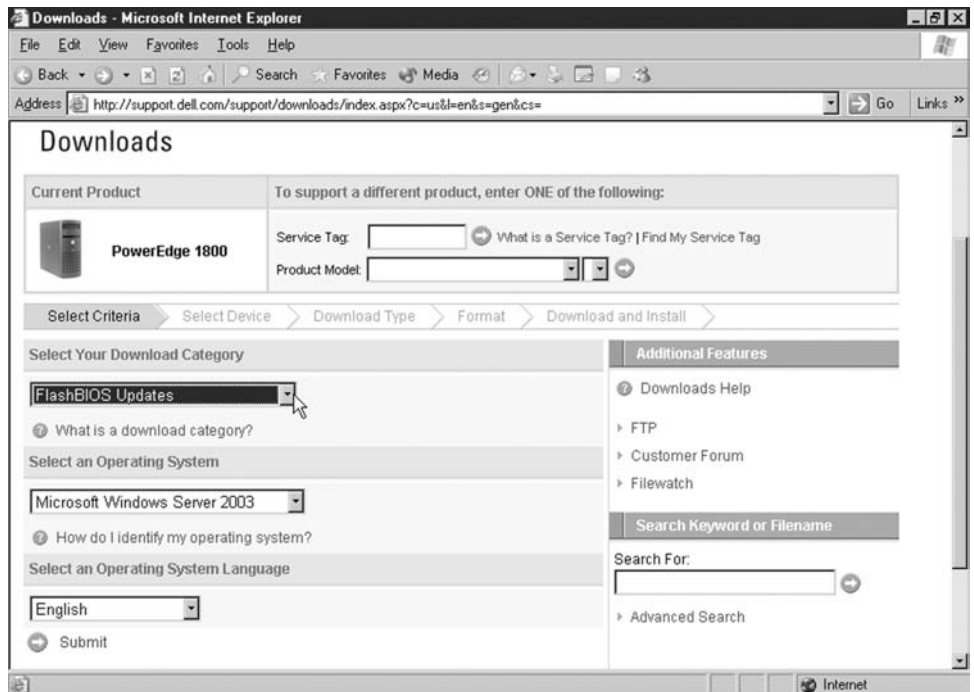 Downloads - Microsoft Internet Explorer
File Edit View Favorites Tools Help
Back Search Favorites Media
Address http://support.dell.com/support/downloads/index.aspx?c=us&l=en&s=gen&cs= Go Links »
Downloads
Current Product
To support a different product, enter ONE of the following:
PowerEdge 1800
Service Tag: What is a Service Tag? | Find My Service Tag
Product Model:
Select Criteria Select Device Download Type Format Download and Install
Select Your Download Category
FlashBIOS Updates
What is a download category?
Select an Operating System
Microsoft Windows Server 2003
How do I identify my operating system?
Select an Operating System Language
English
Submit
Additional Features
Downloads Help
FTP
Customer Forum
Filewatch
Search Keyword or Filename
Search For:
Advanced Search
Internet